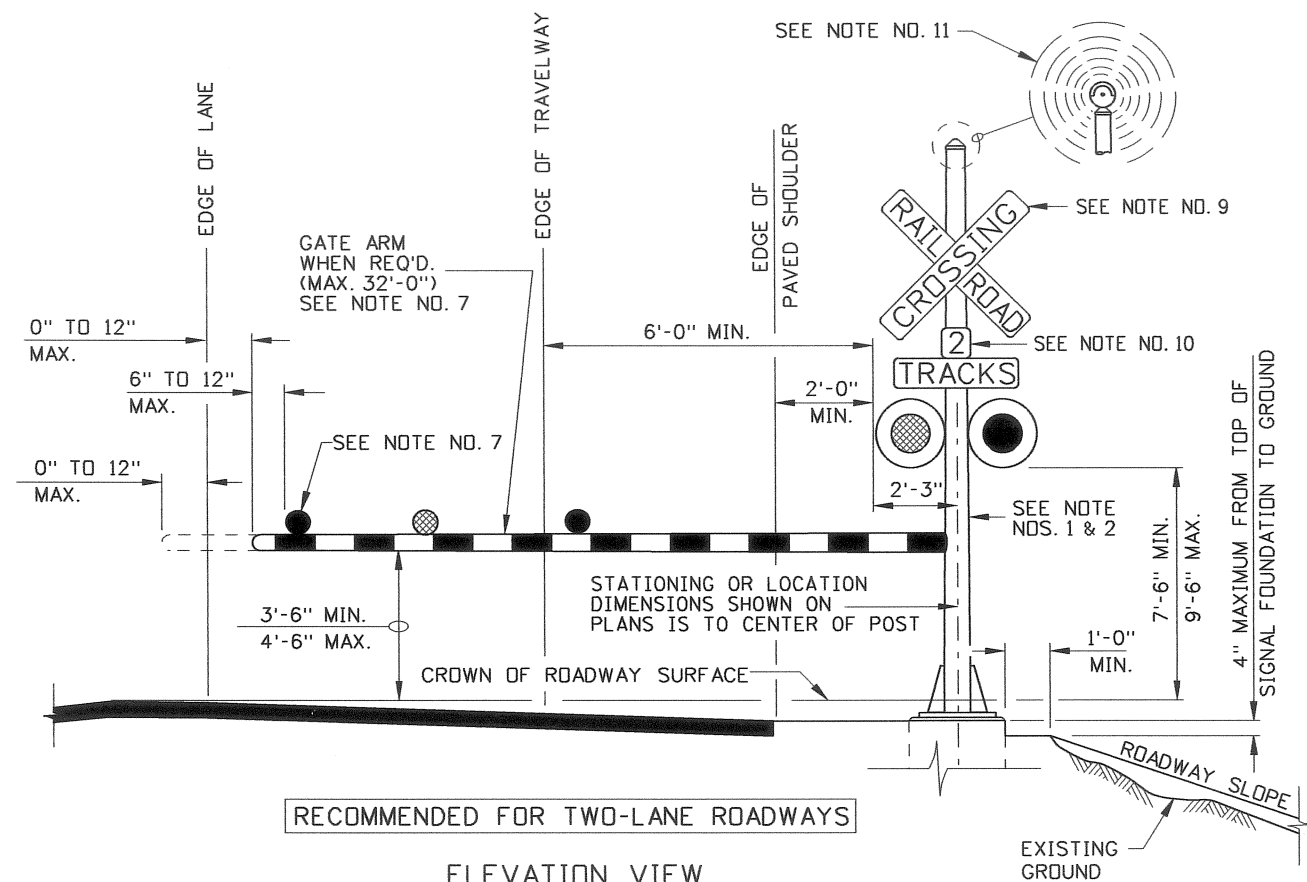 SEE NOTE NO. 11
EDGE OF LANE
EDGE OF TRAVELWAY
EDGE OF
PAVED SHOULDER
RAIL ROAD
CROSSING
SEE NOTE NO. 9
GATE ARM
WHEN REQ'D.
(MAX. 32'-0")
SEE NOTE NO. 7
0" TO 12"
MAX.
6'-0" MIN.
2
SEE NOTE NO. 10
TRACKS
6" TO 12"
MAX.
2'-0"
MIN.
SEE NOTE NO. 7
0" TO 12"
MAX.
2'-3"
SEE NOTE
NOS. 1 & 2
7'-6" MIN.
9'-6" MAX.
4" MAXIMUM FROM TOP OF
SIGNAL FOUNDATION TO GROUND
STATIONING OR LOCATION
DIMENSIONS SHOWN ON
PLANS IS TO CENTER OF POST
3'-6" MIN.
4'-6" MAX.
1'-0"
MIN.
CROWN OF ROADWAY SURFACE
ROADWAY SLOPE
RECOMMENDED FOR TWO-LANE ROADWAYS
EXISTING
GROUND
ELEVATION VIEW